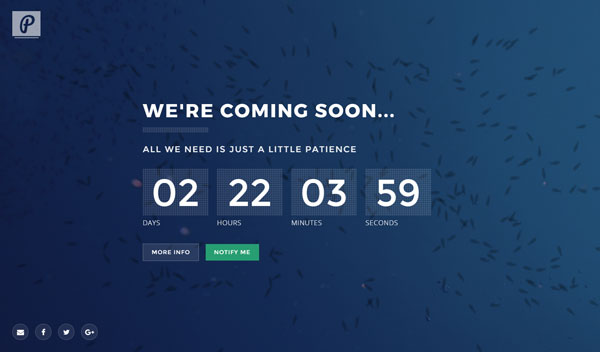 P
WE'RE COMING SOON...
ALL WE NEED IS JUST A LITTLE PATIENCE
02 22 03 59
DAYS HOURS MINUTES SECONDS
MORE INFO NOTIFY ME
f G+